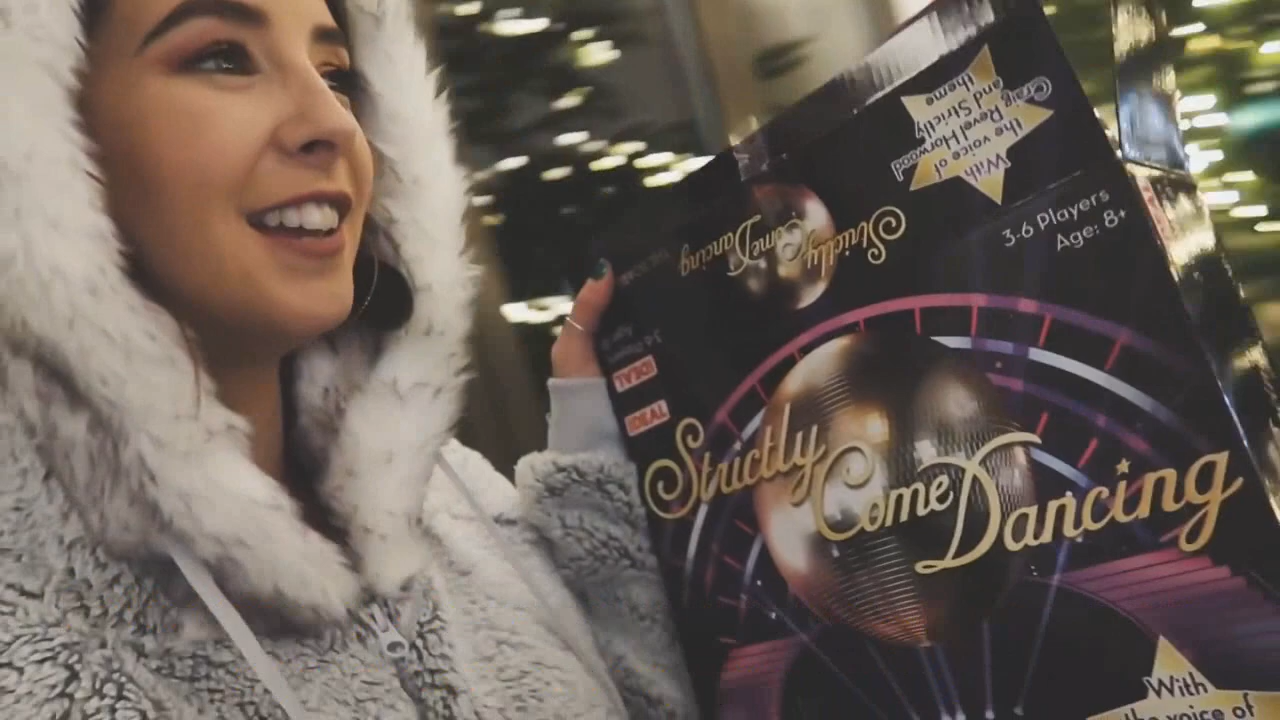 With
the voice of
Craig Revel Horwood
and Strictly
theme
3-6 Players
Age: 8+
Strictly Come Dancing
IDEAL
IDEAL
Strictly
Come Dancing
With
the voice of